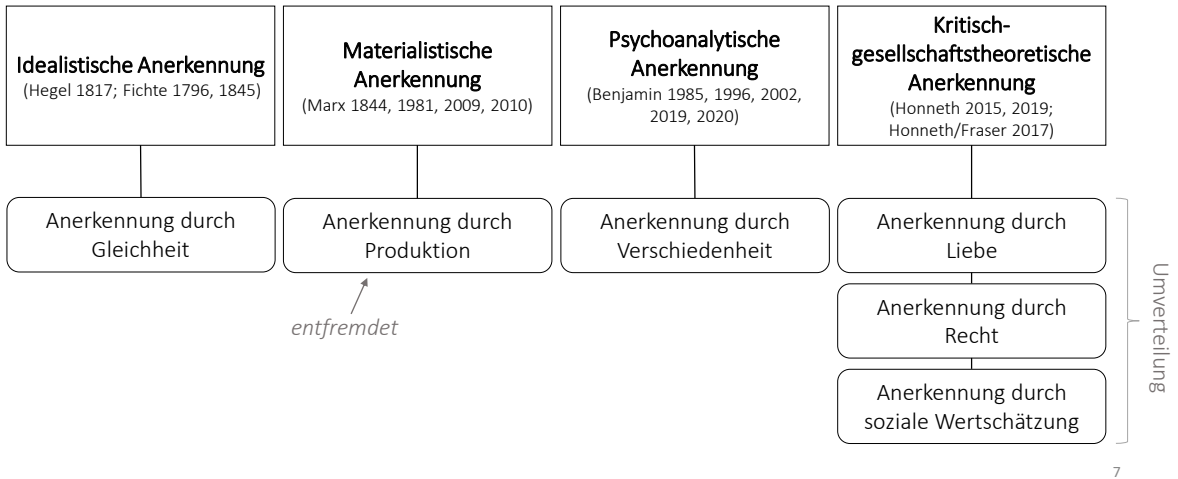 Idealistische Anerkennung
(Hegel 1817; Fichte 1796, 1845)
Materialistische
Anerkennung
(Marx 1844, 1981, 2009, 2010)
Psychoanalytische
Anerkennung
(Benjamin 1985, 1996, 2002,
2019, 2020)
Kritisch-
gesellschaftstheoretische
Anerkennung
(Honneth 2015, 2019;
Honneth/Fraser 2017)
Anerkennung durch
Gleichheit
Anerkennung durch
Produktion
entfremdet
Anerkennung durch
Verschiedenheit
Anerkennung durch
Liebe
Anerkennung durch
Recht
Anerkennung durch
soziale Wertschätzung
Umverteilung
7